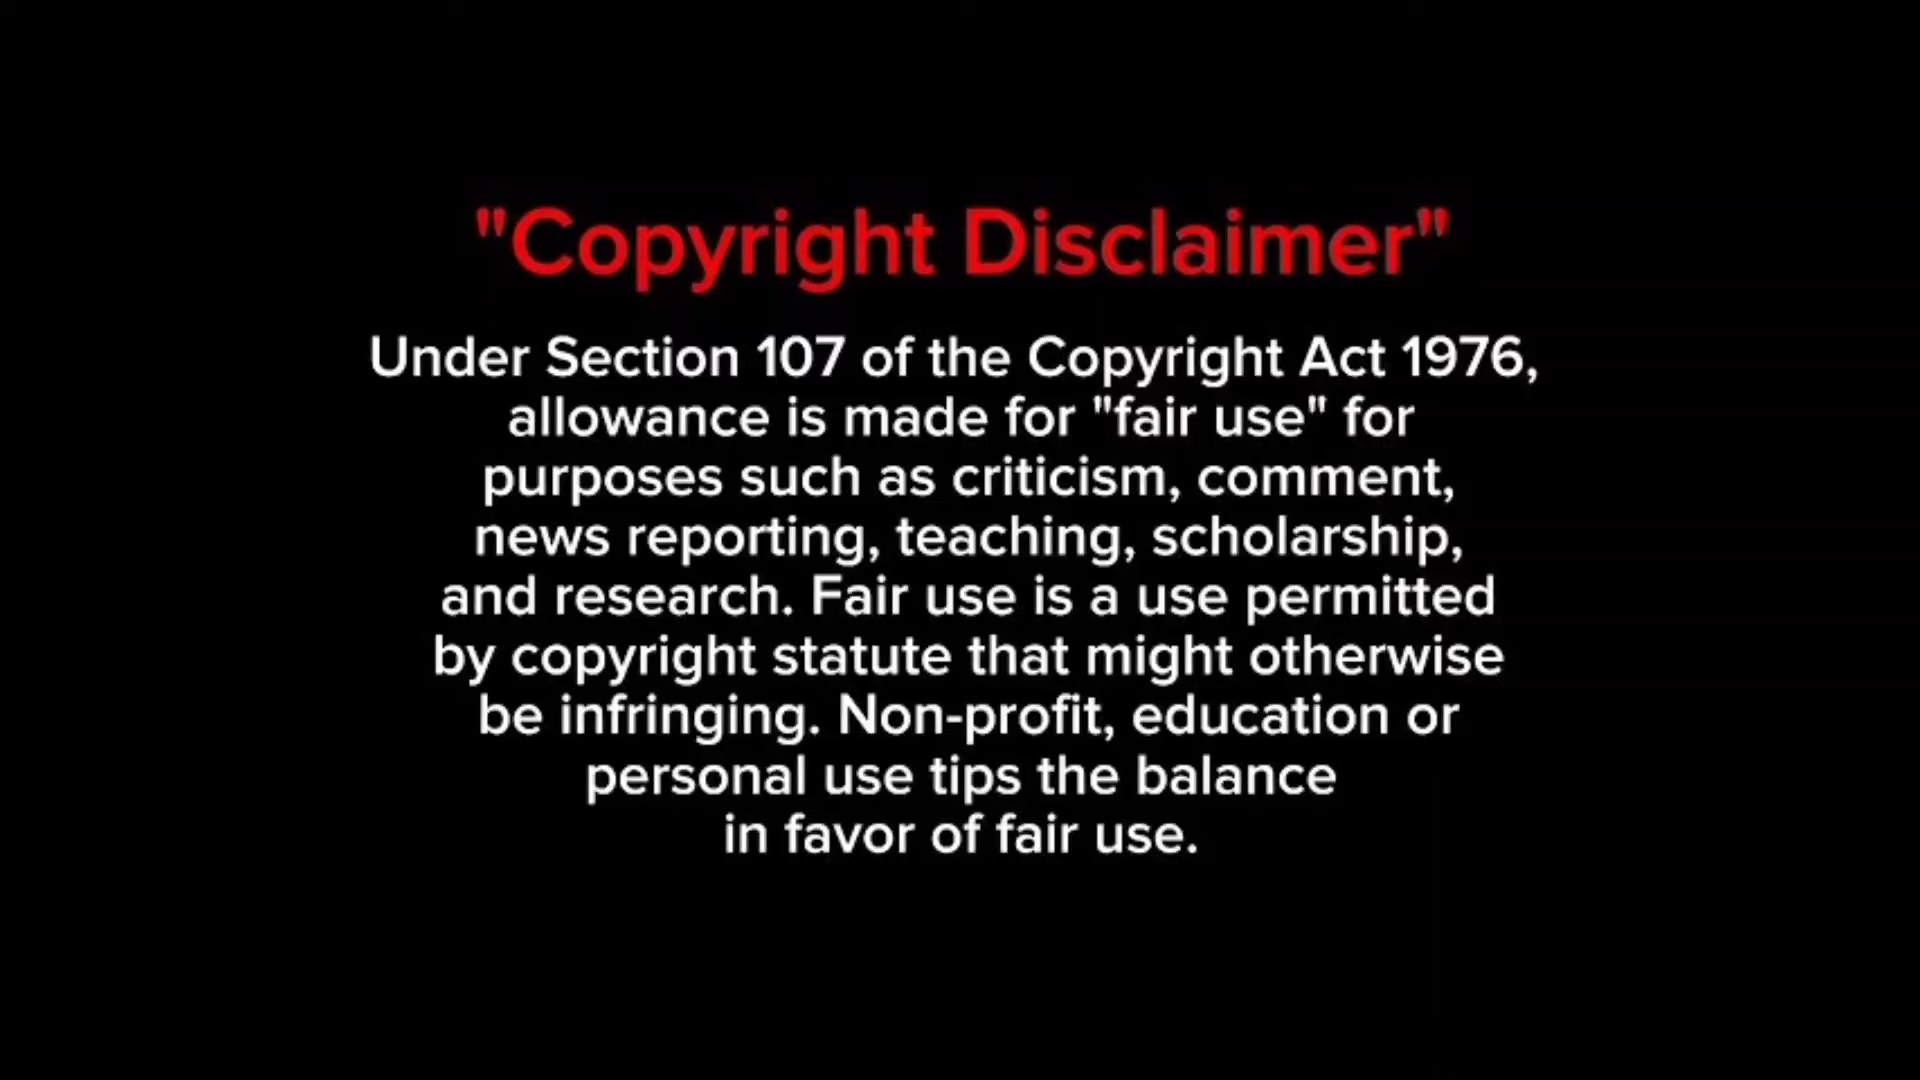 "Copyright Disclaimer"
Under Section 107 of the Copyright Act 1976,
allowance is made for "fair use" for
purposes such as criticism, comment,
news reporting, teaching, scholarship,
and research. Fair use is a use permitted
by copyright statute that might otherwise
be infringing. Non-profit, education or
personal use tips the balance
in favor of fair use.